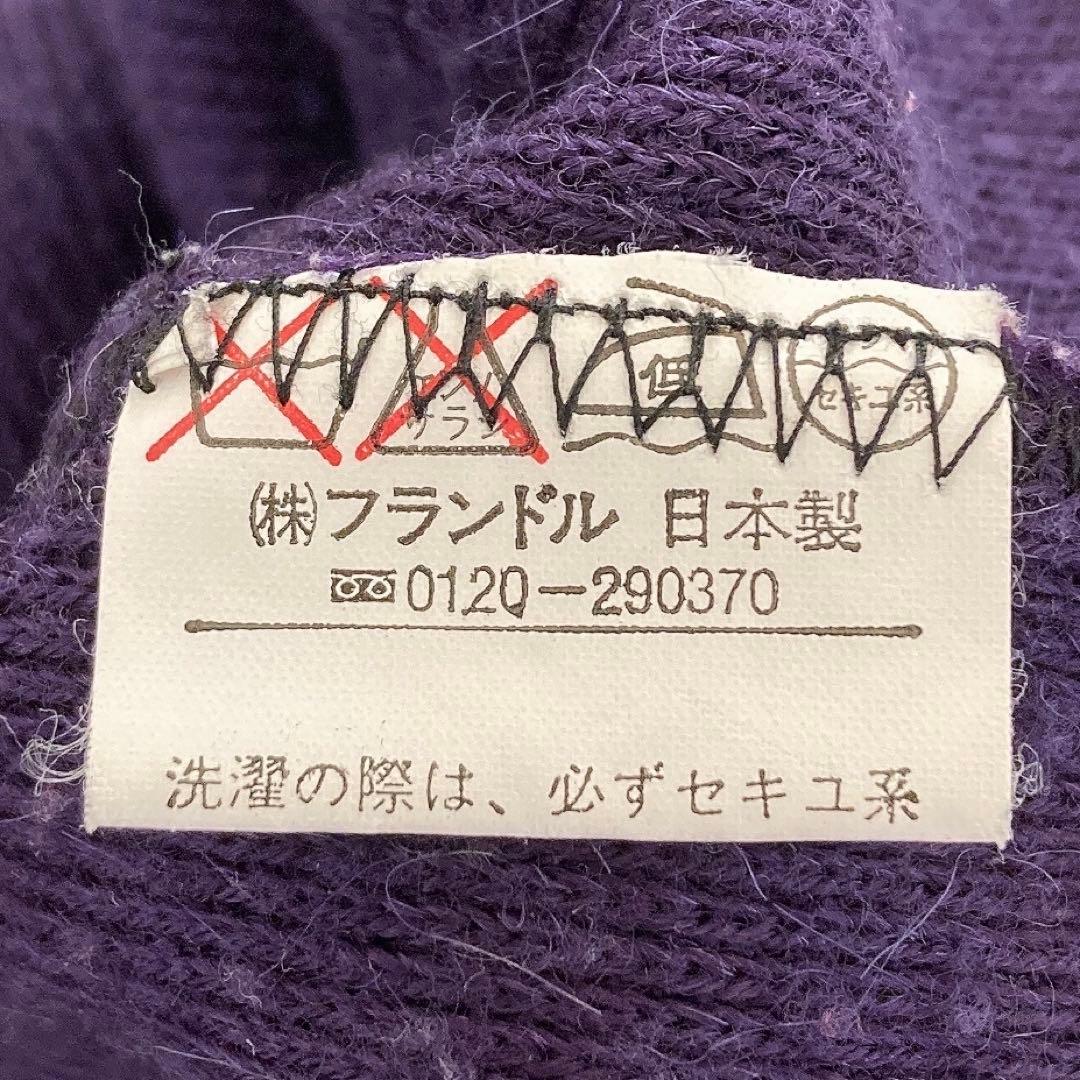 サラシ
低
セキユ系
㈱フランドル 日本製
0120-290370
洗濯の際は、必ずセキユ系